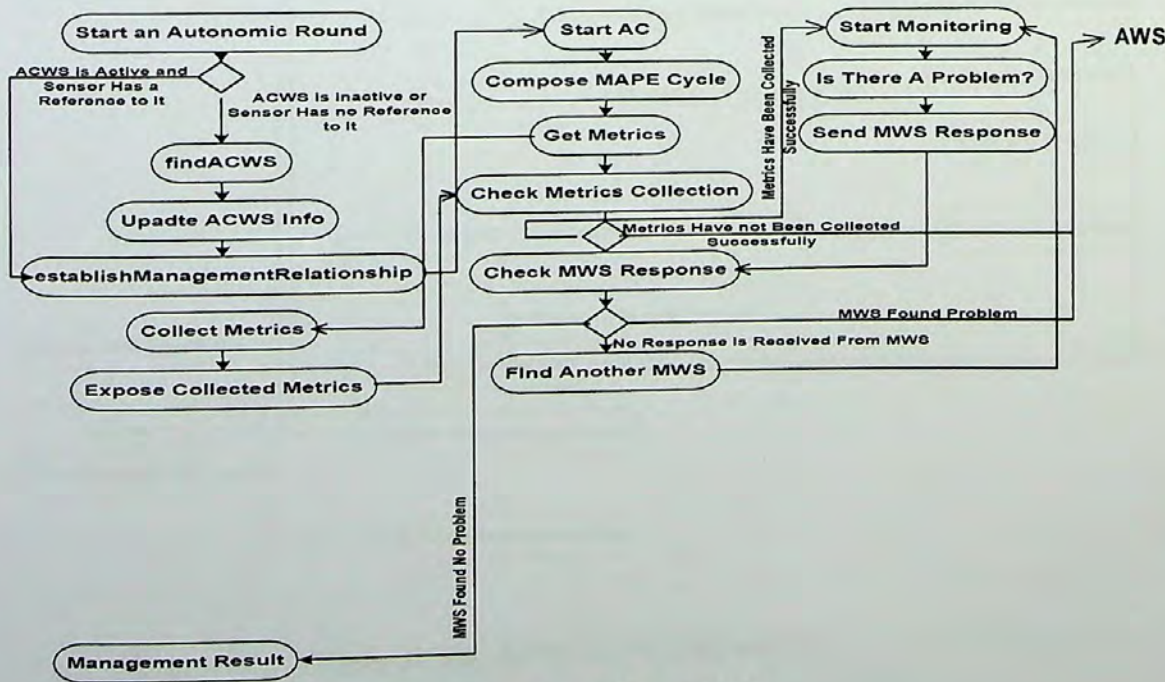 Start an Autonomic Round
ACWS is Active and
Sensor Has a
Reference to It
ACWS is Inactive or
Sensor Has no Reference
to It
findACWS
Upadte ACWS Info
establishManagementRelationship
Collect Metrics
Expose Collected Metrics
Management Result
Start AC
Compose MAPE Cycle
Get Metrics
Check Metrics Collection
Metrics Have not Been Collected
Successfully
Check MWS Response
MWS Found Problem
No Response is Received From MWS
Find Another MWS
MWS Found No Problem
Metrics Have Been Collected
Successfully
Start Monitoring
Is There A Problem?
Send MWS Response
AWS